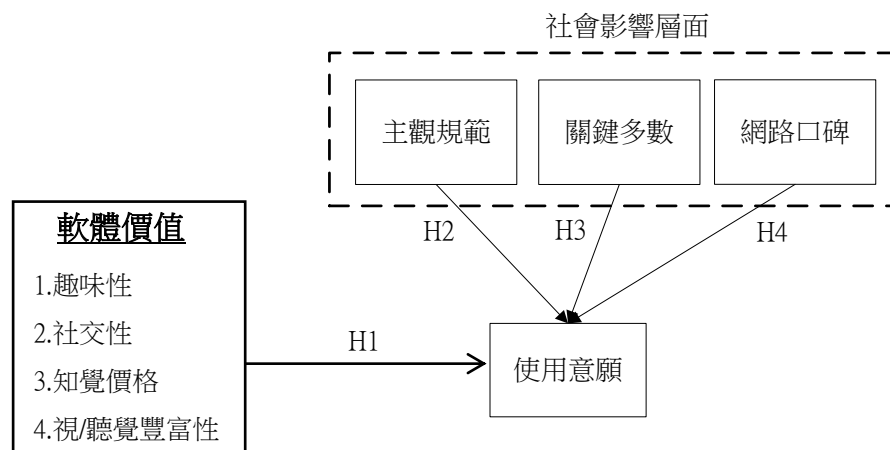 社會影響層面
主觀規範
關鍵多數
網路口碑
H2
H3
H4
軟體價值
1.趣味性
2.社交性
3.知覺價格
4.視/聽覺豐富性
H1
使用意願